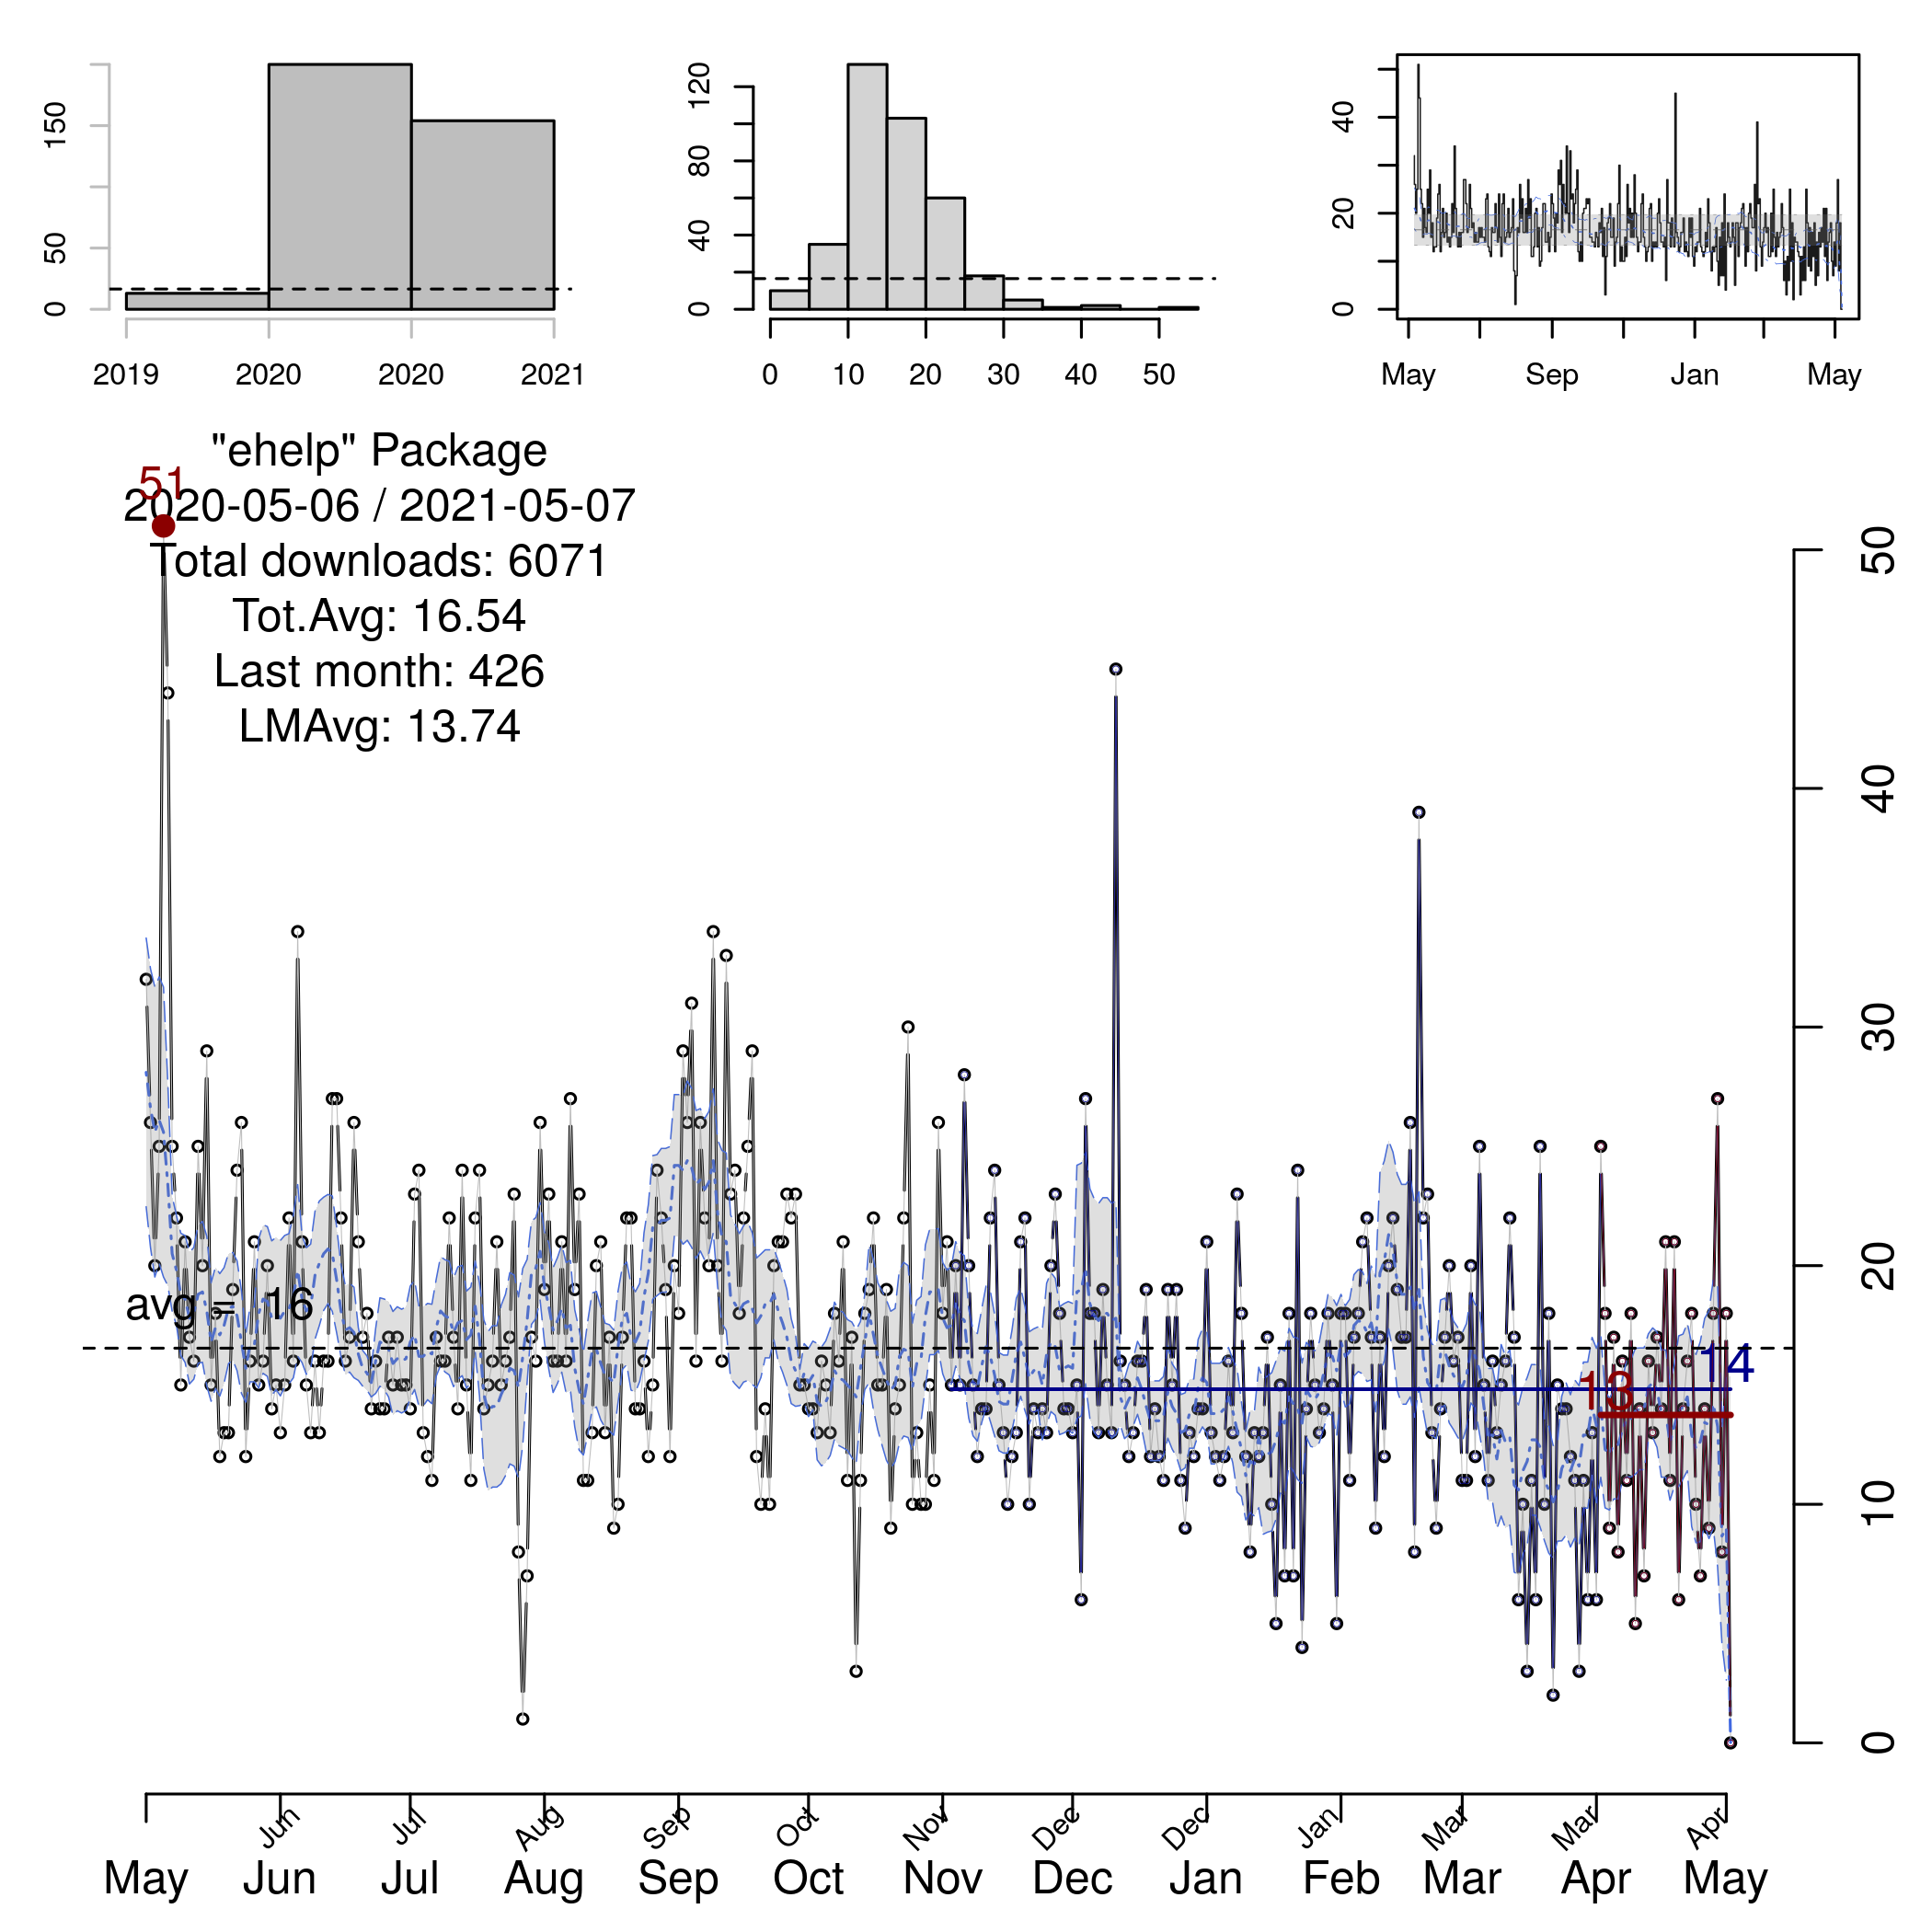 150
50
0
2019 2020 2020 2021
120
80
40
0
0 10 20 30 40 50
40
20
0
May Sep Jan May
"ehelp" Package
51
2020-05-06 / 2021-05-07
Total downloads: 6071
Tot.Avg: 16.54
Last month: 426
LMAvg: 13.74
avg = 16
14
13
50
40
30
20
10
0
Jun Jul Aug Sep Oct Nov Dec Dec Jan Mar Mar Apr
May Jun Jul Aug Sep Oct Nov Dec Jan Feb Mar Apr May